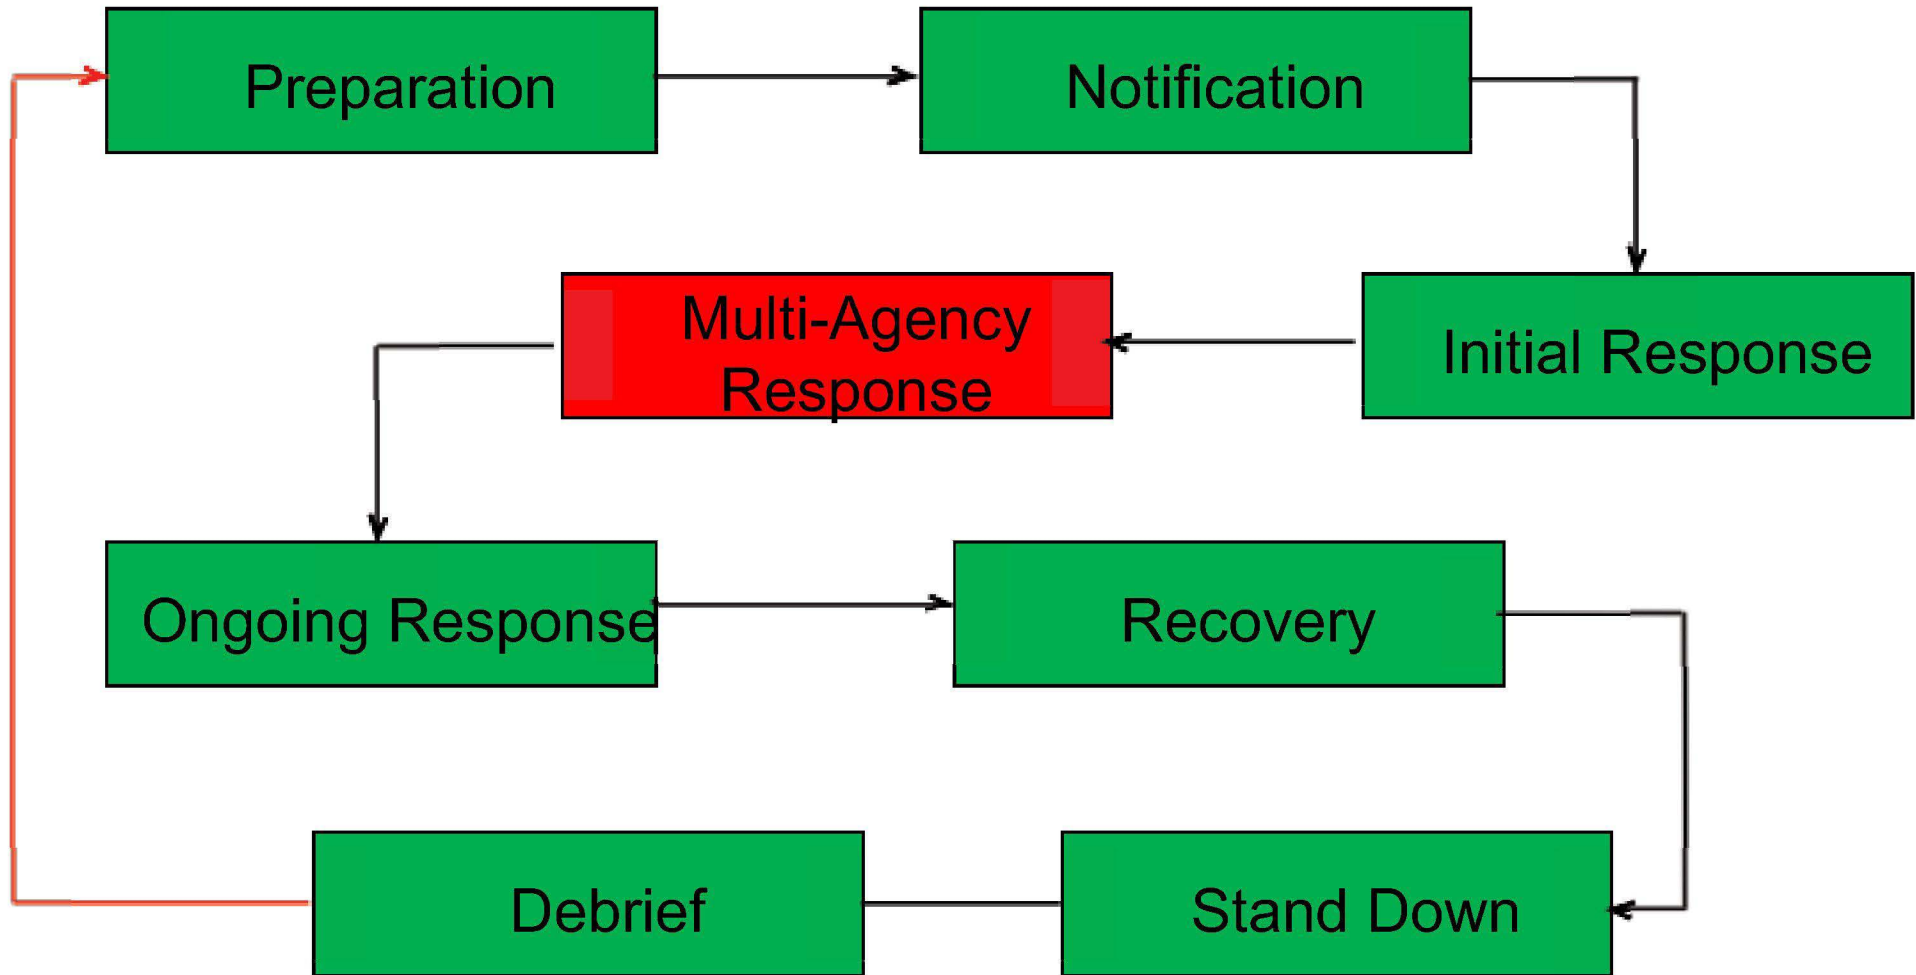 Preparation
Notification
Initial Response
Multi-Agency
Response
Ongoing Response
Recovery
Stand Down
Debrief